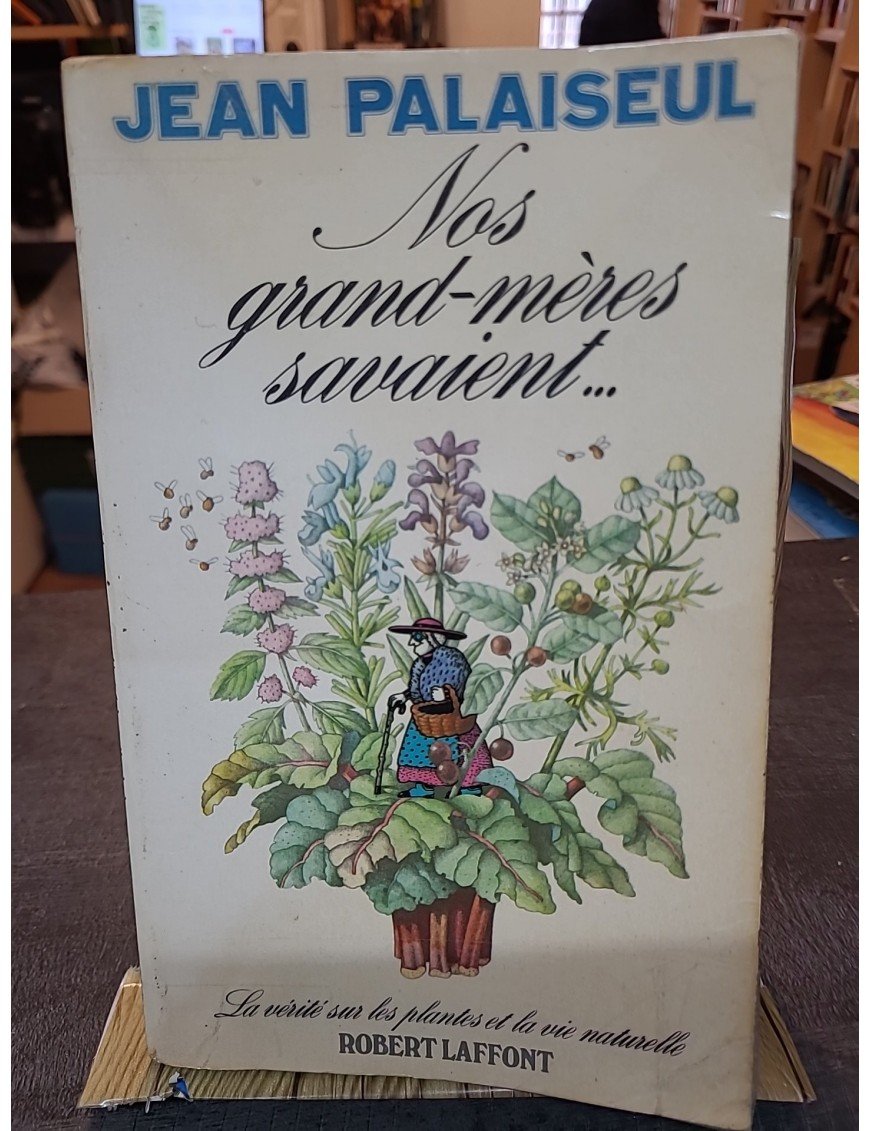 JEAN PALAISEUL
Nos
grand-mères
savaient...
La vérité sur les plantes et la vie naturelle
ROBERT LAFFONT